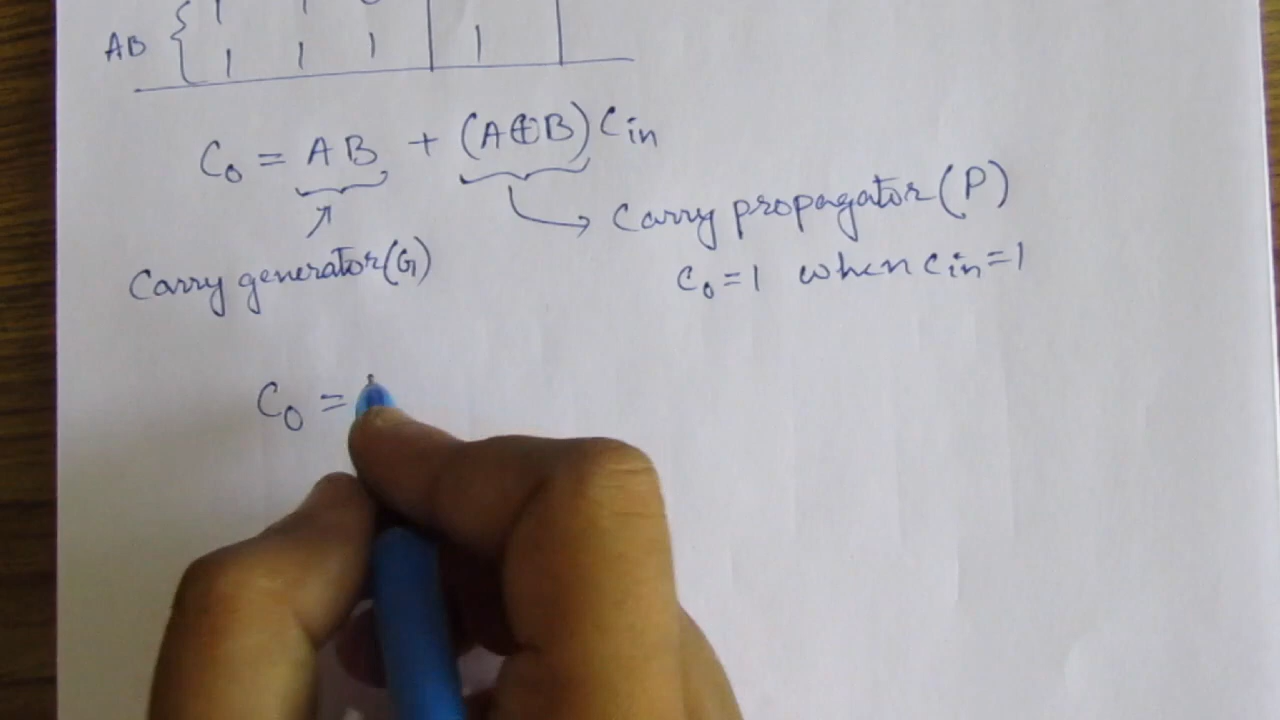 AB { 1 1 1 | 1 |
C₀ = AB + (A⊕B) Cin
Carry propagator (P)
Carry generator (G)
C₀ = 1 when Cin = 1
C₀ =